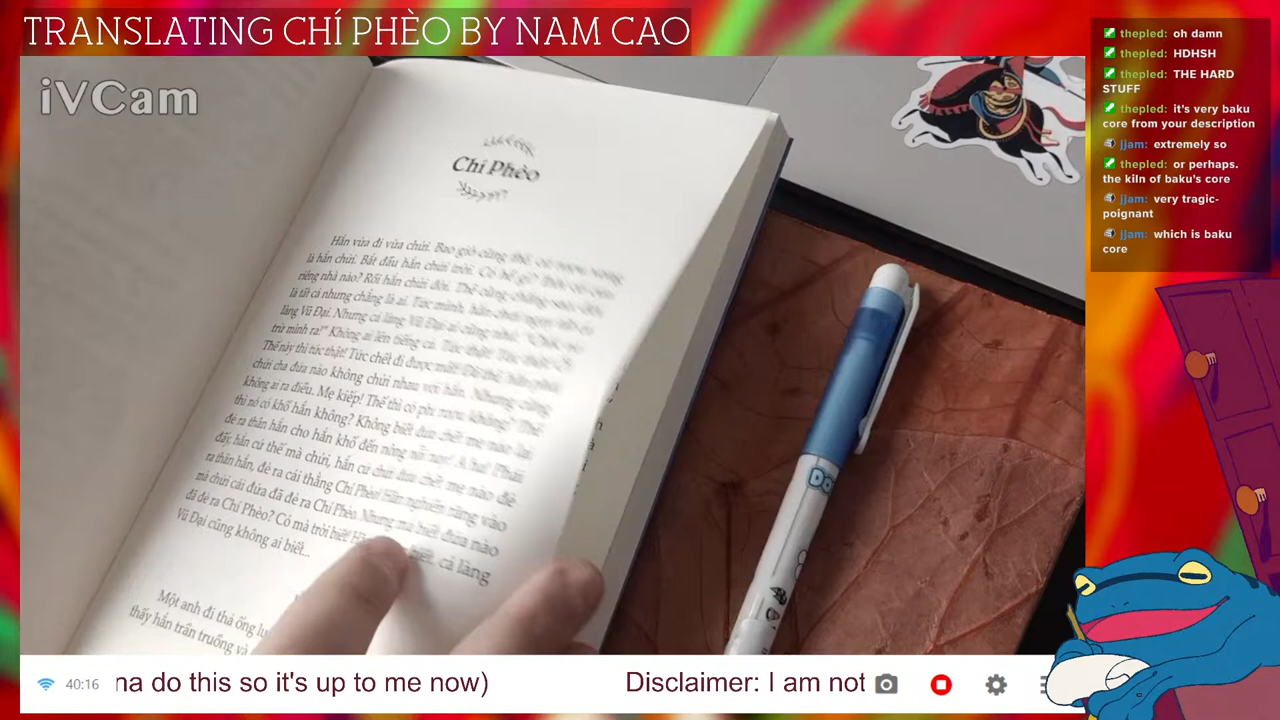 TRANSLATING CHÍ PHÈO BY NAM CAO
iVCam
Chí Phèo
Hắn vừa đi vừa chửi. Bao giờ cũng thế, cứ rượu xong
là hắn chửi. Bắt đầu hắn chửi trời. Có hề gì?
riêng nhà nào? Rồi hắn chửi đời. Thế cũng chẳng sao:
là tất cả nhưng chẳng là ai. Tức mình, hắn chửi ngay tất cả
làng Vũ Đại. Nhưng cả làng Vũ Đại ai cũng nhủ:
trừ mình ra!" Không ai lên tiếng cả. Tức thật!
Thế này thì tức thật! Tức chết đi được mất!
chửi cha đứa nào không chửi nhau với hắn. Nhưng cũng
không ai ra điều. Mẹ kiếp! Thế thì có phí rượu không?
thì nó có khổ hắn không? Không biết đứa chết mẹ nào lại
đẻ ra thân hắn cho hắn khổ đến nông nỗi này? A ha! Phải
đấy, hắn cứ thế mà chửi, hắn cứ chửi đứa chết mẹ nào đẻ
ra thân hắn, đẻ ra cái thằng Chí Phèo! Hắn nghiến răng vào
mà chửi cái đứa đã đẻ ra Chí Phèo. Nhưng mà biết đứa nào
đã đẻ ra Chí Phèo? Có mà trời biết! biết, cả làng
Vũ Đại cũng không ai biết...
Một anh đi thả ống
thấy hắn trần truồng và
DO
thepled: oh damn
thepled: HDHSH
thepled: THE HARD
STUFF
thepled: it's very baku
core from your description
jjam: extremely so
thepled: or perhaps.
the kiln of baku's core
jjam: very tragic-
poignant
jjam: which is baku
core
40:16
na do this so it's up to me now)
Disclaimer: I am not